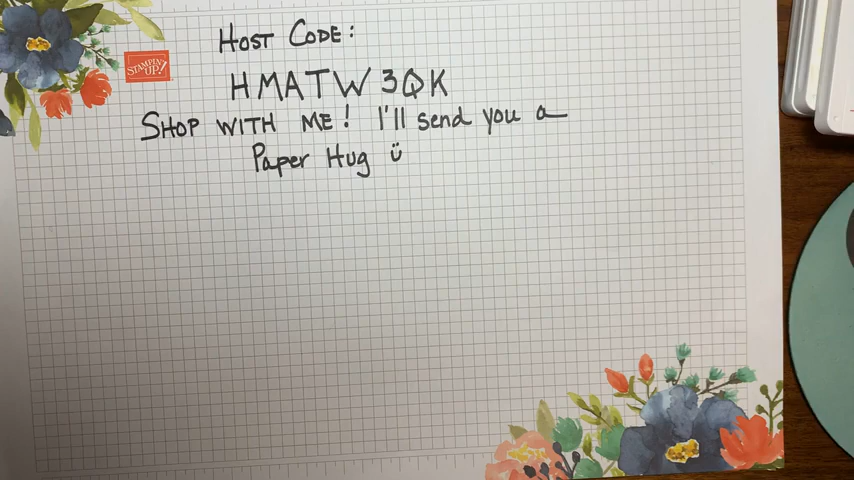 Host Code:
STAMPIN' UP!
HMATW3QK
Shop with me! I'll send you a
Paper Hug ü